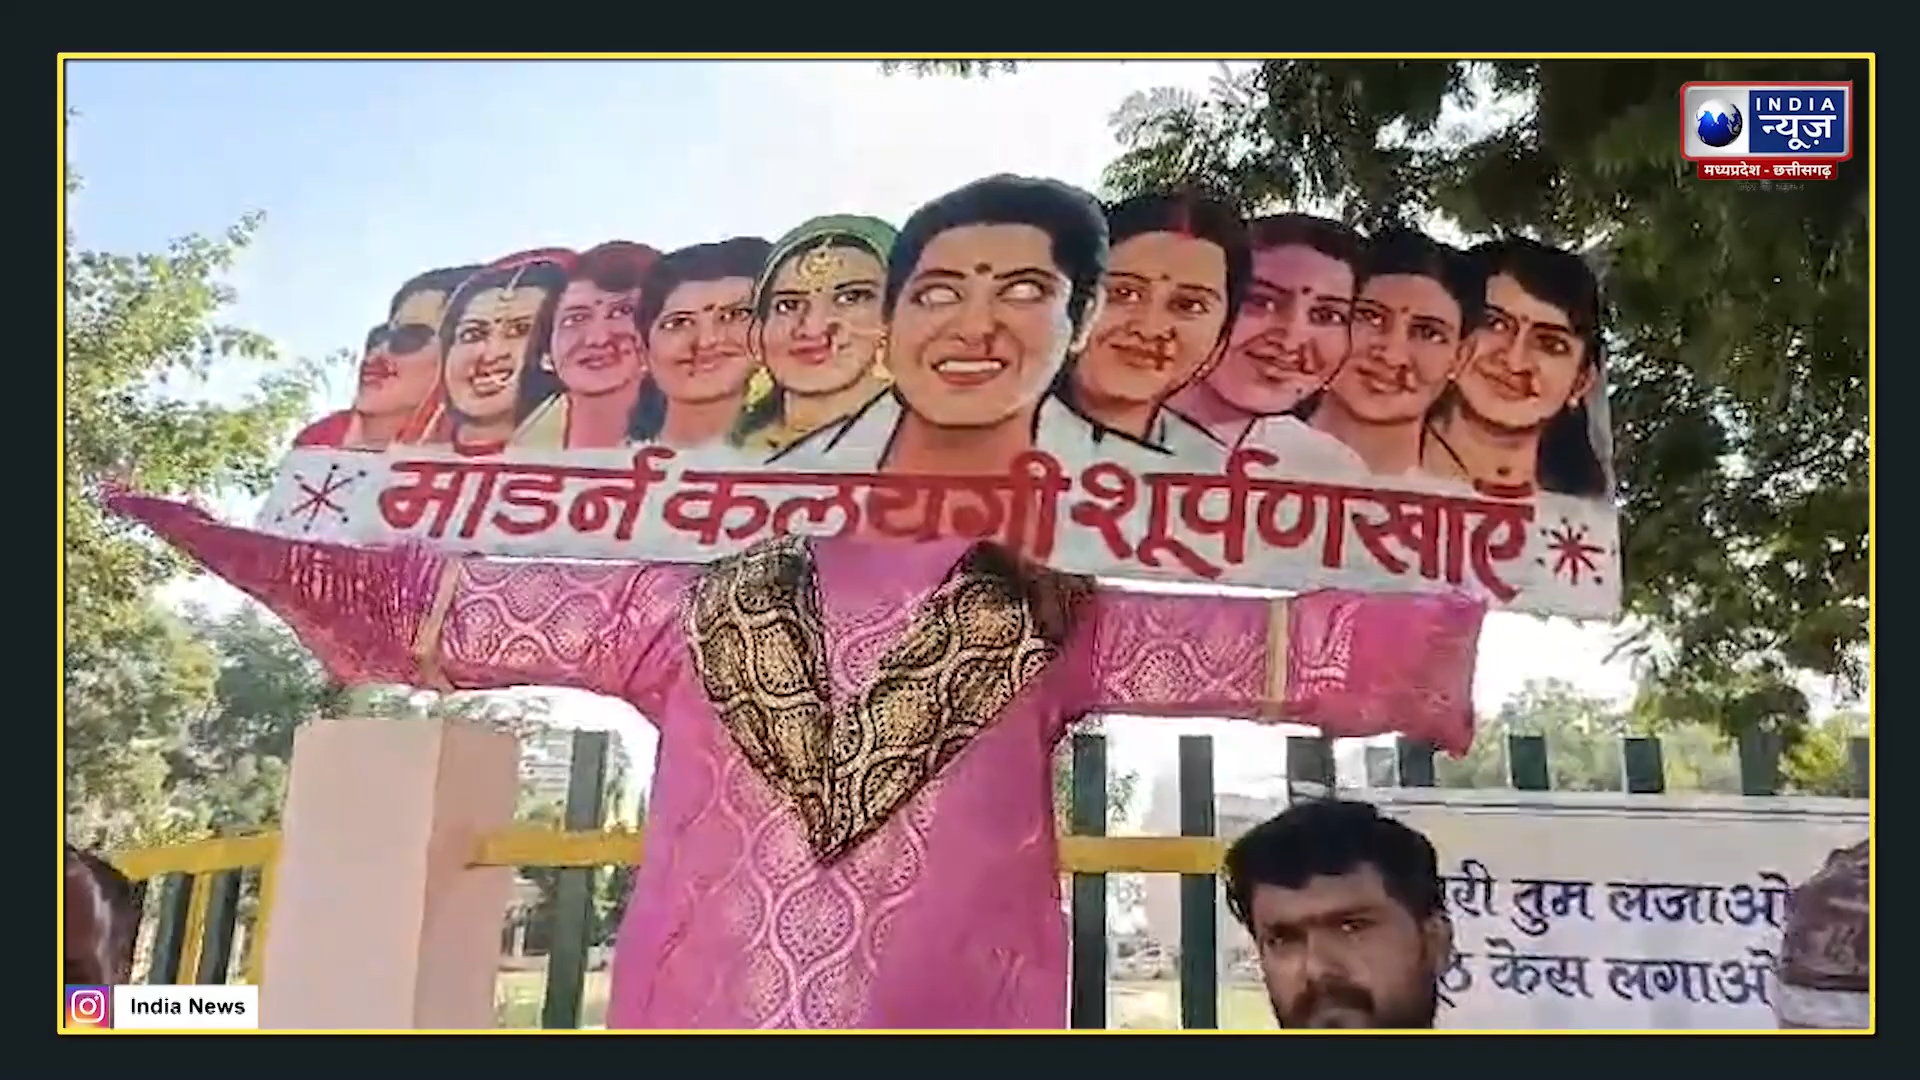 INDIA
न्यूज़
मध्यप्रदेश - छत्तीसगढ़
माडर्न कलयुगी शूर्पणखाएँ
तुम लजाओ
केस लगाओ
India News